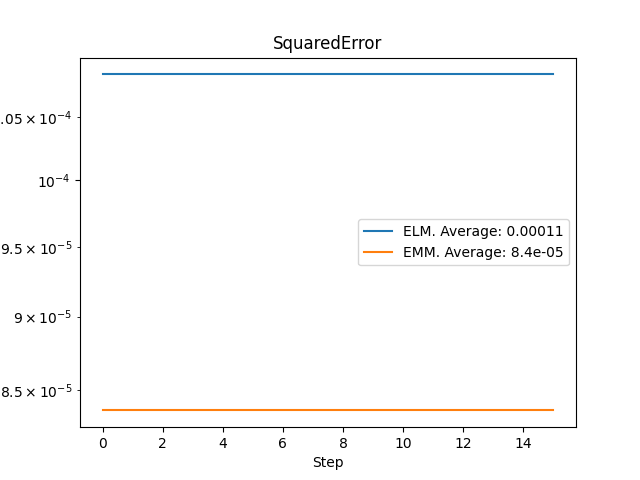 SquaredError
.05 × 10⁻⁴
10⁻⁴
9.5 × 10⁻⁵
9 × 10⁻⁵
8.5 × 10⁻⁵
ELM. Average: 0.00011
EMM. Average: 8.4e-05
0 2 4 6 8 10 12 14
Step